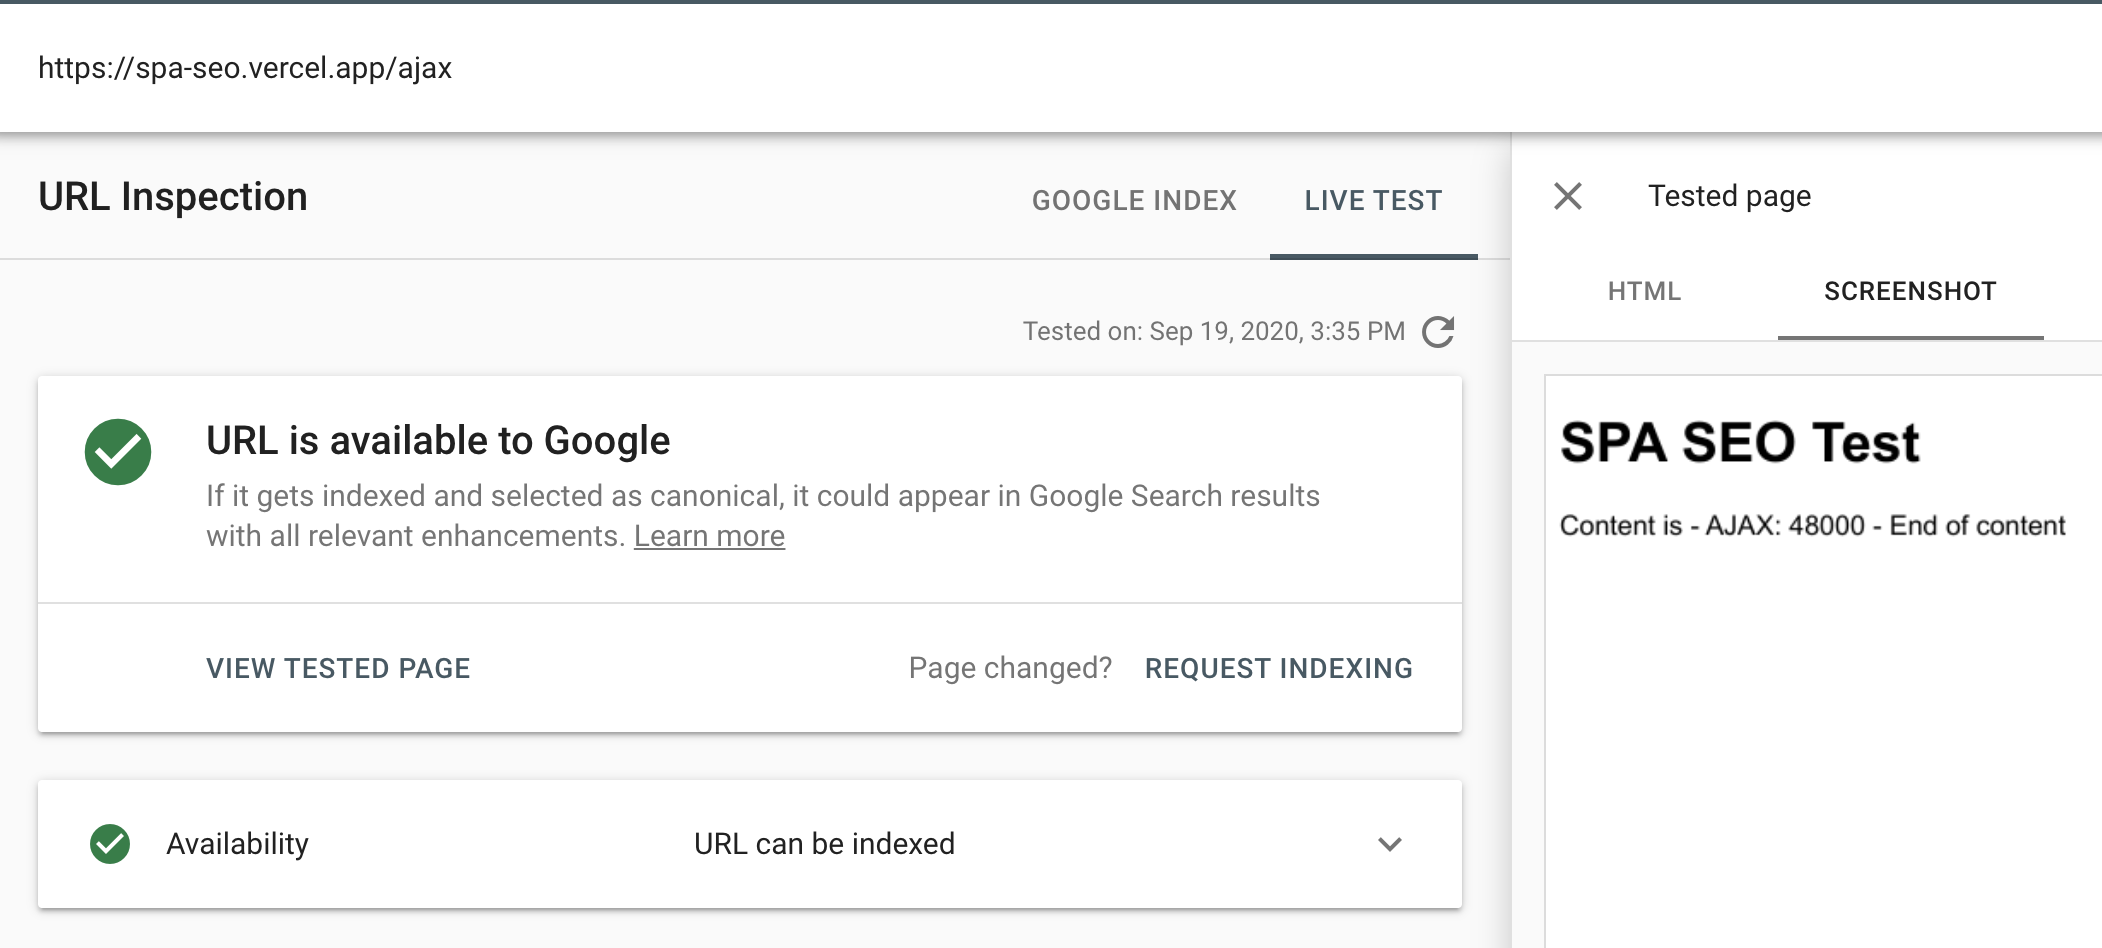 https://spa-seo.vercel.app/ajax
URL Inspection
GOOGLE INDEX
LIVE TEST
Tested on: Sep 19, 2020, 3:35 PM
URL is available to Google
If it gets indexed and selected as canonical, it could appear in Google Search results
with all relevant enhancements. Learn more
VIEW TESTED PAGE
Page changed?
REQUEST INDEXING
Availability
URL can be indexed
Tested page
HTML
SCREENSHOT
SPA SEO Test
Content is - AJAX: 48000 - End of content